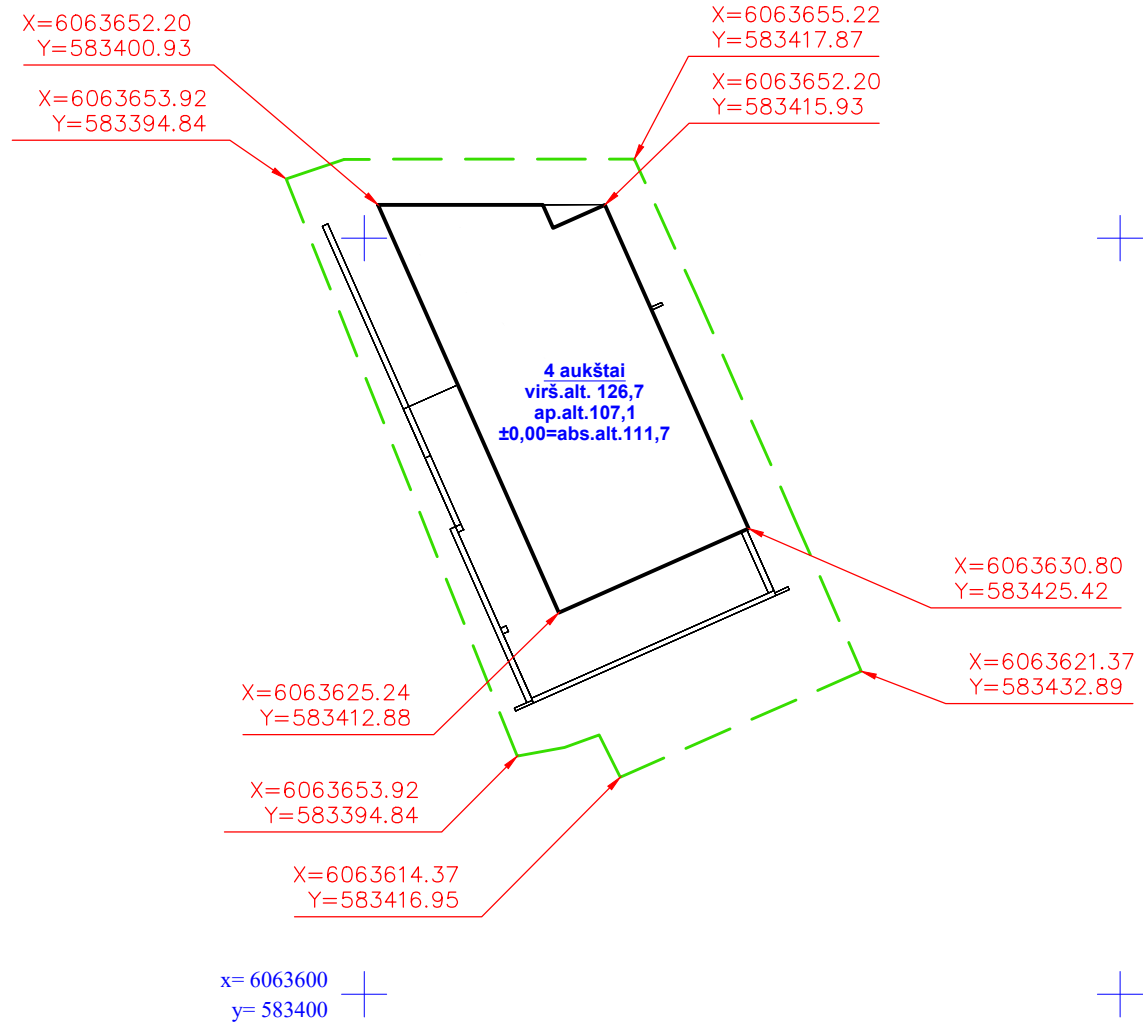 X=6063652.20
Y=583400.93
X=6063655.22
Y=583417.87
X=6063653.92
Y=583394.84
X=6063652.20
Y=583415.93
4 aukštai
virš.alt. 126,7
ap.alt.107,1
±0,00=abs.alt.111,7
X=6063630.80
Y=583425.42
X=6063621.37
Y=583432.89
X=6063625.24
Y=583412.88
X=6063653.92
Y=583394.84
X=6063614.37
Y=583416.95
x= 6063600
y= 583400